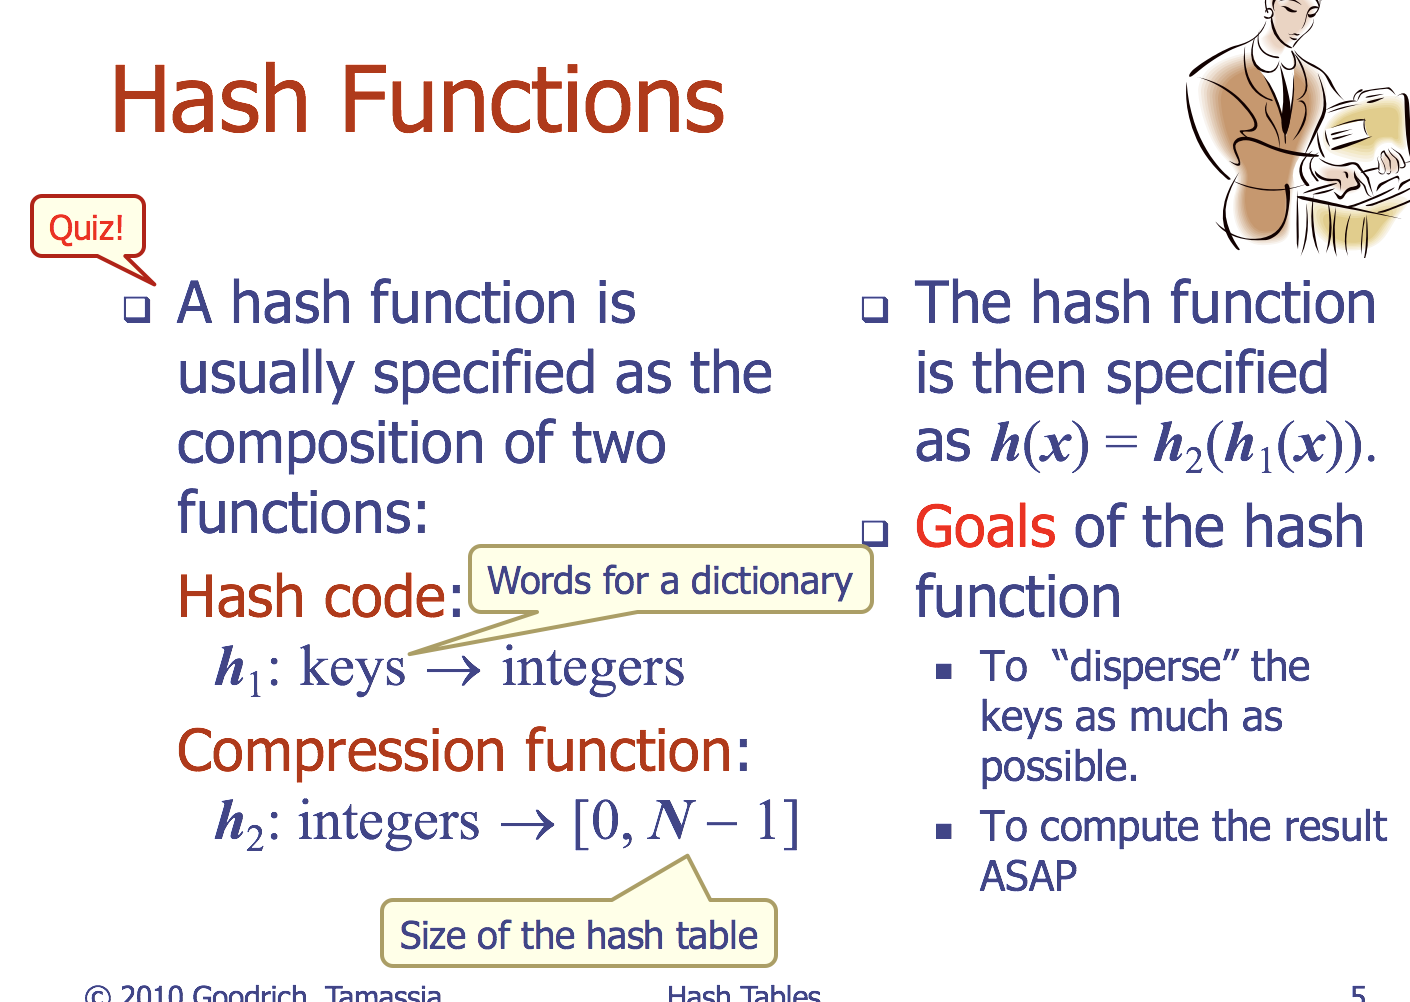 Hash Functions
Quiz!
❑ A hash function is
usually specified as the
composition of two
functions:
Hash code:
Words for a dictionary
h1: keys → integers
Compression function:
h2: integers → [0, N – 1]
Size of the hash table
❑ The hash function
is then specified
as h(x) = h2(h1(x)).
❑ Goals of the hash
function
■ To “disperse” the
keys as much as
possible.
■ To compute the result
ASAP
© 2010 Goodrich, Tamassia
Hash Tables
5